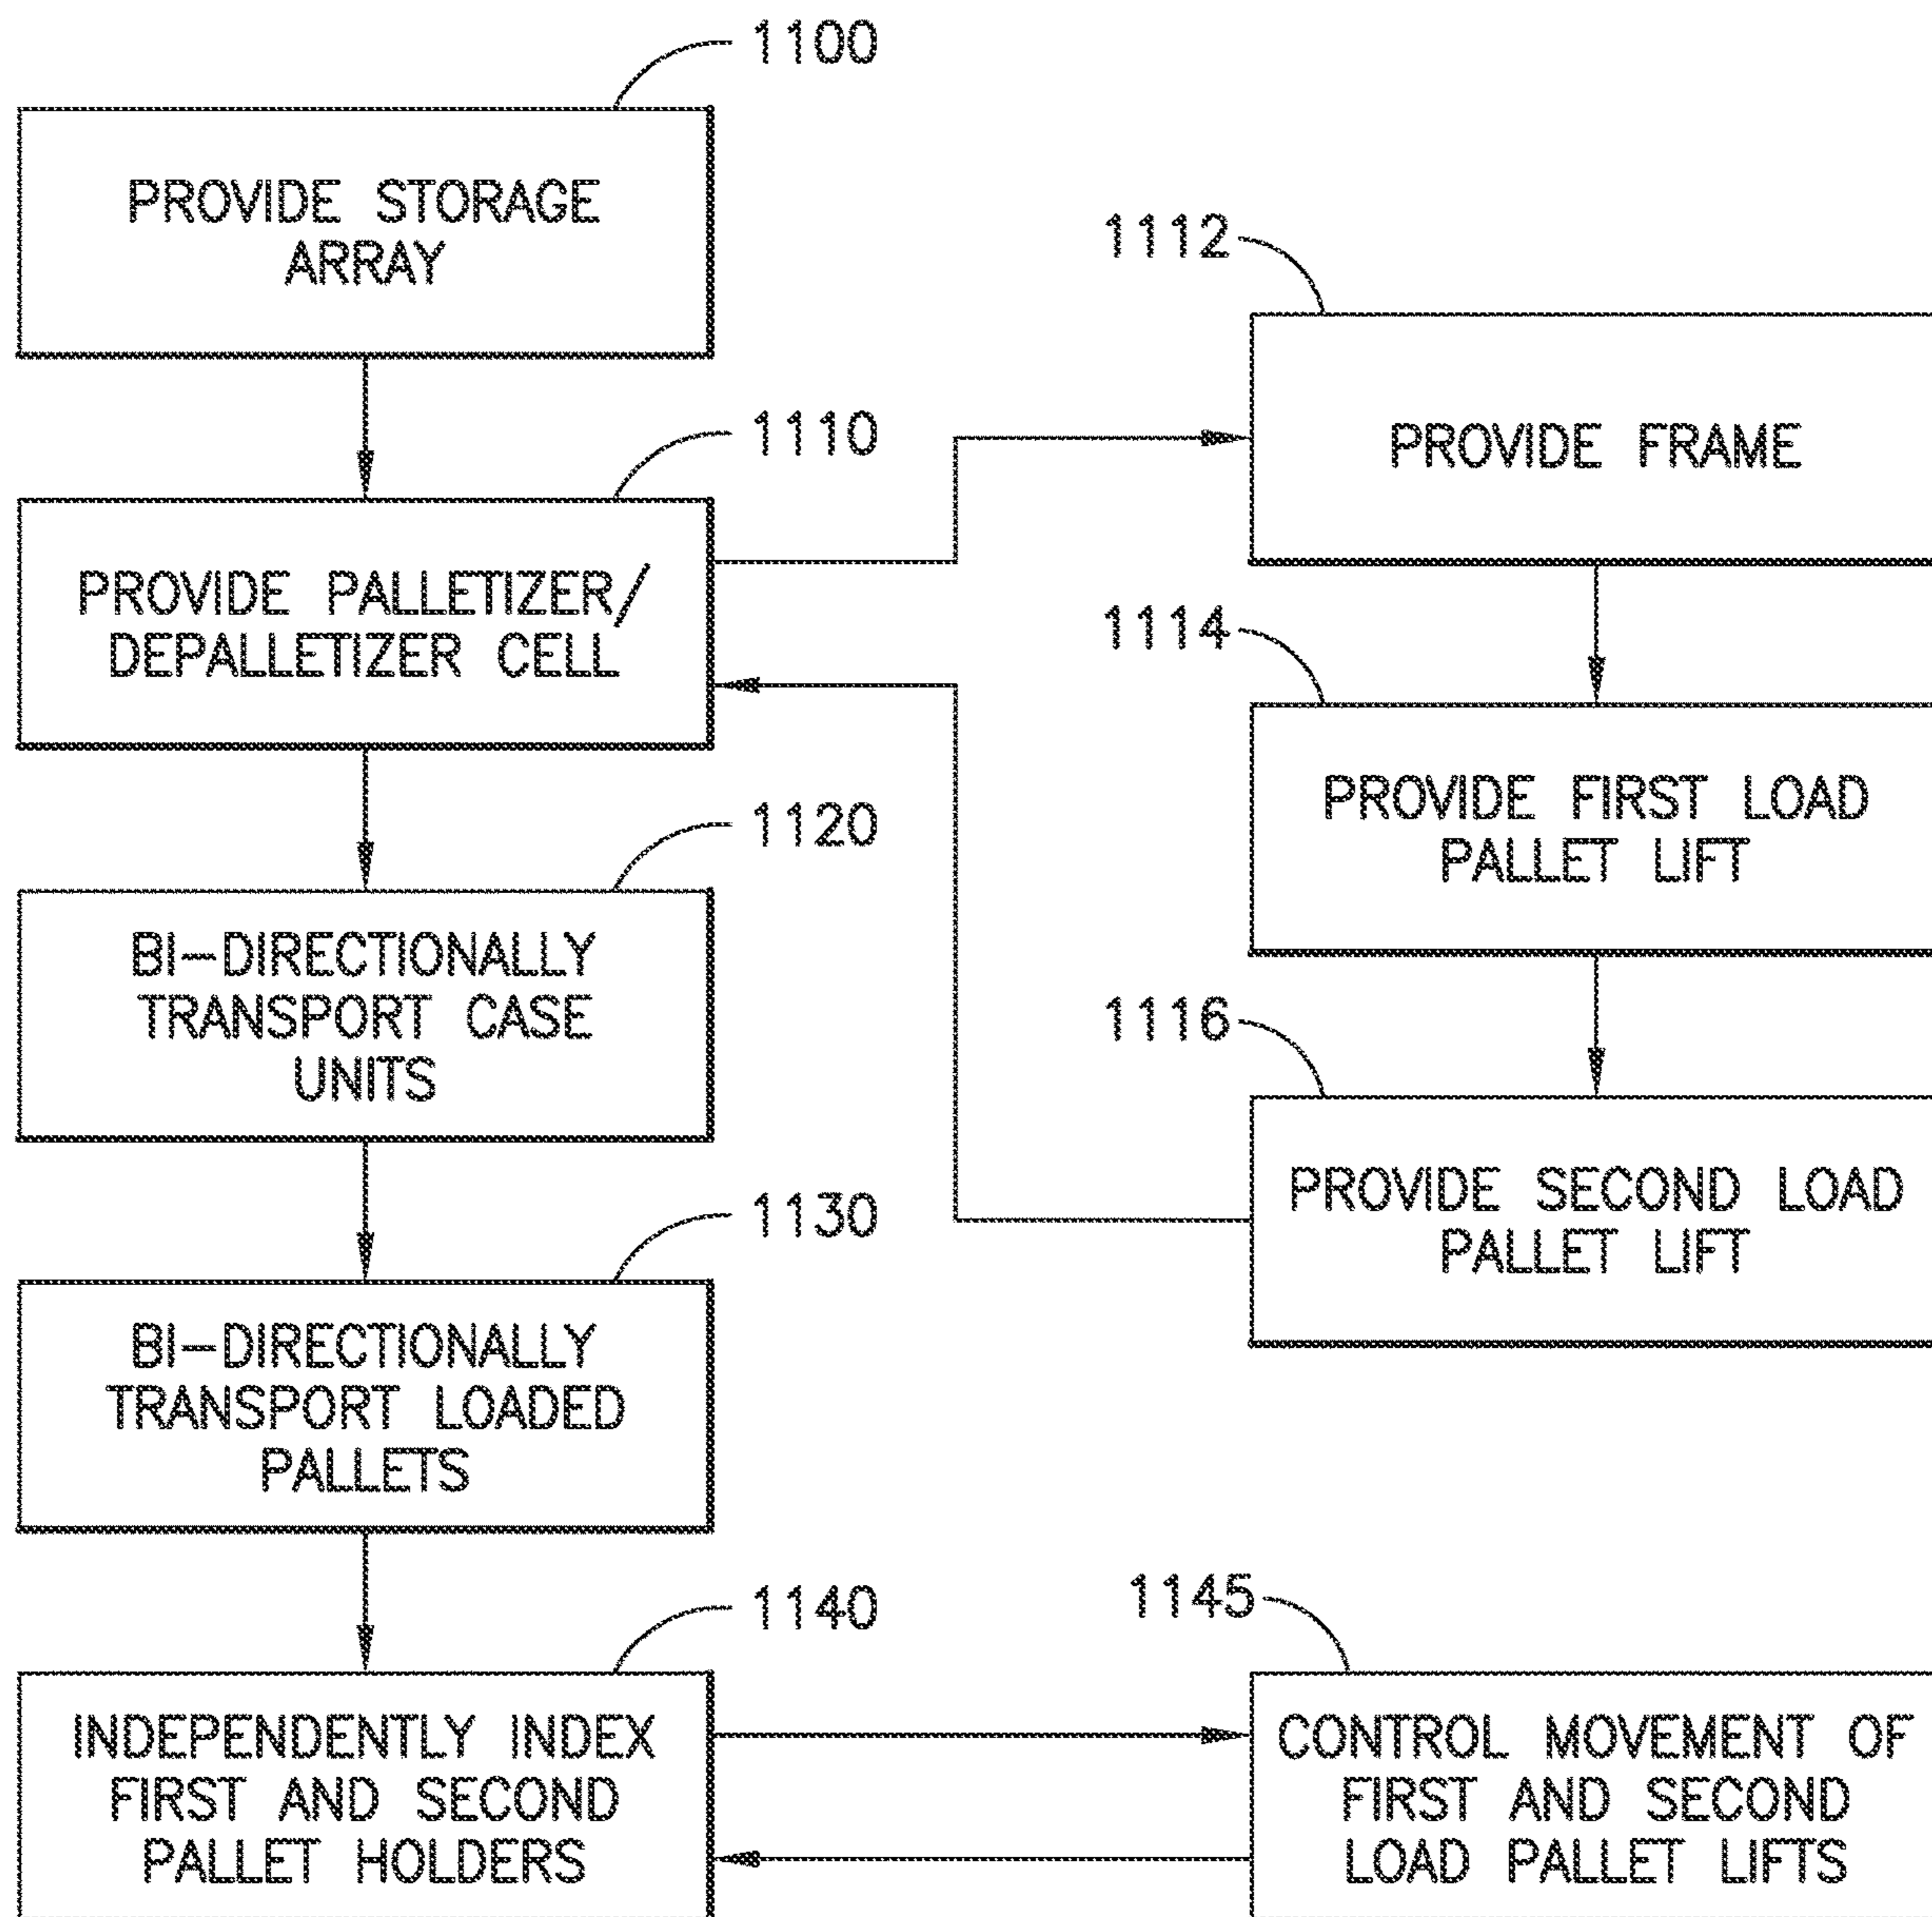 1100
PROVIDE STORAGE
ARRAY
1110
PROVIDE PALLETIZER/
DEPALLETIZER CELL
1112
PROVIDE FRAME
1114
PROVIDE FIRST LOAD
PALLET LIFT
1116
PROVIDE SECOND LOAD
PALLET LIFT
1120
BI-DIRECTIONALLY
TRANSPORT CASE
UNITS
1130
BI-DIRECTIONALLY
TRANSPORT LOADED
PALLETS
1140
INDEPENDENTLY INDEX
FIRST AND SECOND
PALLET HOLDERS
1145
CONTROL MOVEMENT OF
FIRST AND SECOND
LOAD PALLET LIFTS